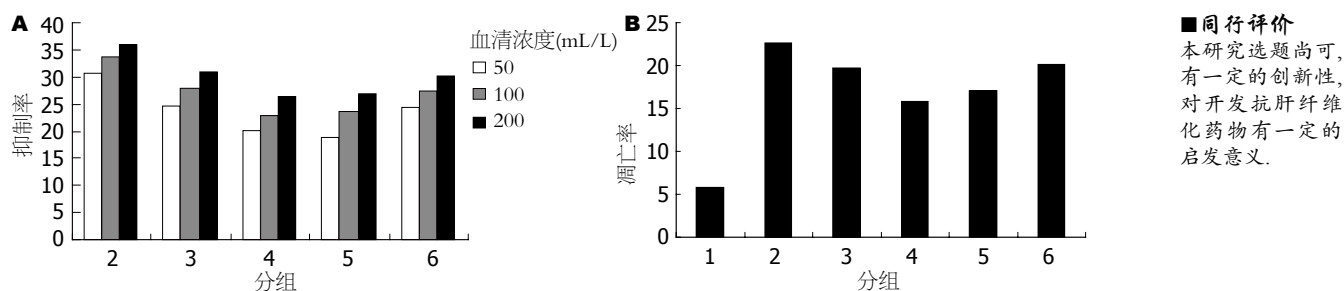 A
40
35
30
25
20
15
10
5
0
抑制率
2 3 4 5 6
分组
血清浓度(mL/L)
50
100
200
B
25
20
15
10
5
0
凋亡率
1 2 3 4 5 6
分组
■同行评价
本研究选题尚可,
有一定的创新性,
对开发抗肝纤维
化药物有一定的
启发意义.